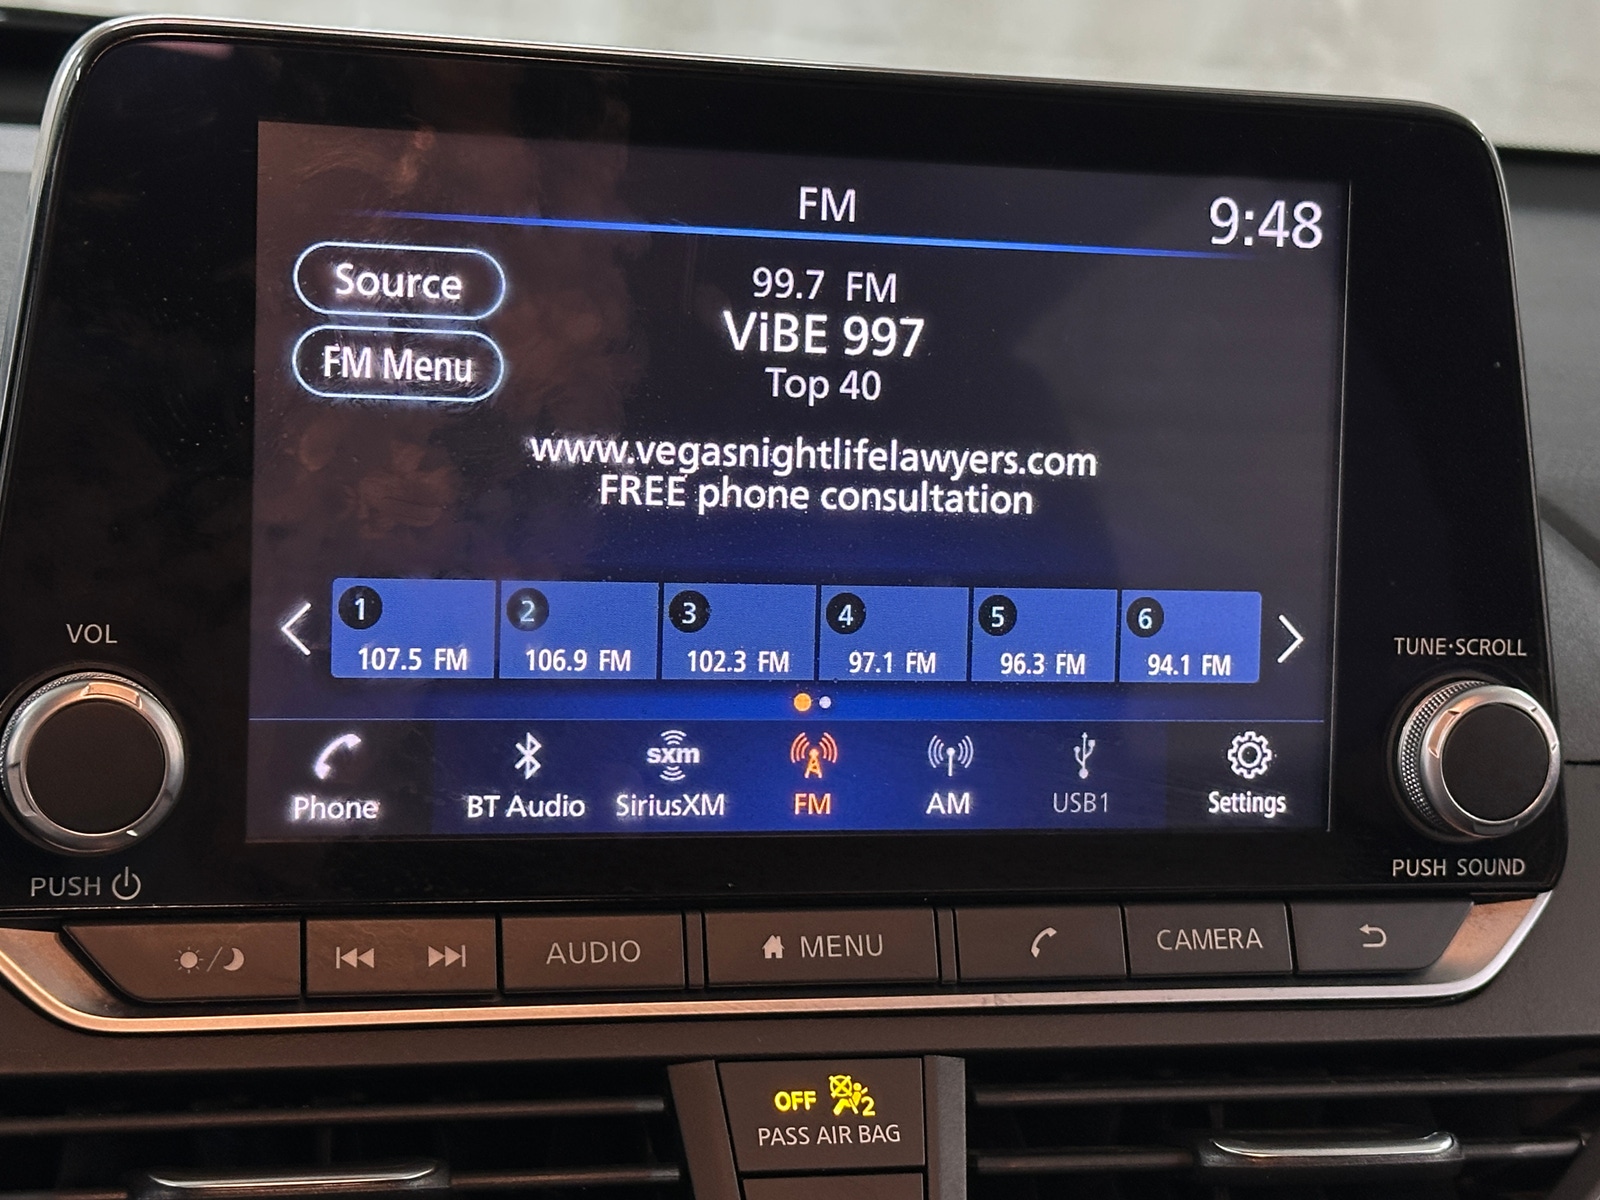 FM
9:48
Source
99.7 FM
FM Menu
ViBE 997
Top 40
www.vegasnightlifelawyers.com
FREE phone consultation
1
2
3
4
5
6
107.5 FM
106.9 FM
102.3 FM
97.1 FM
96.3 FM
94.1 FM
VOL
TUNE·SCROLL
sxm
Phone
BT Audio
SiriusXM
FM
AM
USB1
Settings
PUSH
PUSH SOUND
AUDIO
MENU
CAMERA
OFF
2
PASS AIR BAG